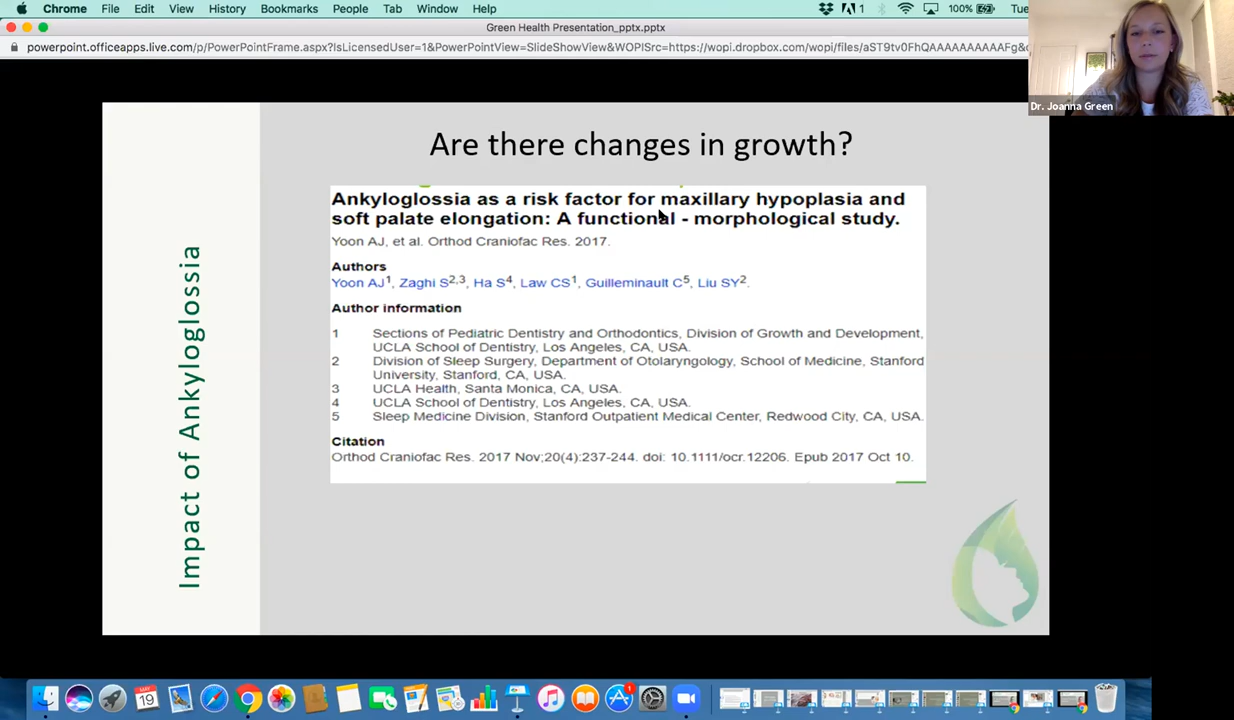 Chrome File Edit View History Bookmarks People Tab Window Help
1 100% Tue
Green Health Presentation_pptx.pptx
powerpoint.officeapps.live.com/p/PowerPointFrame.aspx?IsLicensedUser=1&PowerPointView=SlideShowView&WOPISrc=https://wopi.dropbox.com/wopi/files/aST9tv0FhQAAAAAAAAAAFg&
Dr. Joanna Green
Are there changes in growth?
Impact of Ankyloglossia
Ankyloglossia as a risk factor for maxillary hypoplasia and
soft palate elongation: A functional - morphological study.
Yoon AJ, et al. Orthod Craniofac Res. 2017.
Authors
Yoon AJ1, Zaghi S2,3, Ha S4, Law CS1, Guilleminault C5, Liu SY2.
Author information
1 Sections of Pediatric Dentistry and Orthodontics, Division of Growth and Development,
UCLA School of Dentistry, Los Angeles, CA, USA.
2 Division of Sleep Surgery, Department of Otolaryngology, School of Medicine, Stanford
University, Stanford, CA, USA.
3 UCLA Health, Santa Monica, CA, USA.
4 UCLA School of Dentistry, Los Angeles, CA, USA.
5 Sleep Medicine Division, Stanford Outpatient Medical Center, Redwood City, CA, USA.
Citation
Orthod Craniofac Res. 2017 Nov;20(4):237-244. doi: 10.1111/ocr.12206. Epub 2017 Oct 10.
MAY
19
1